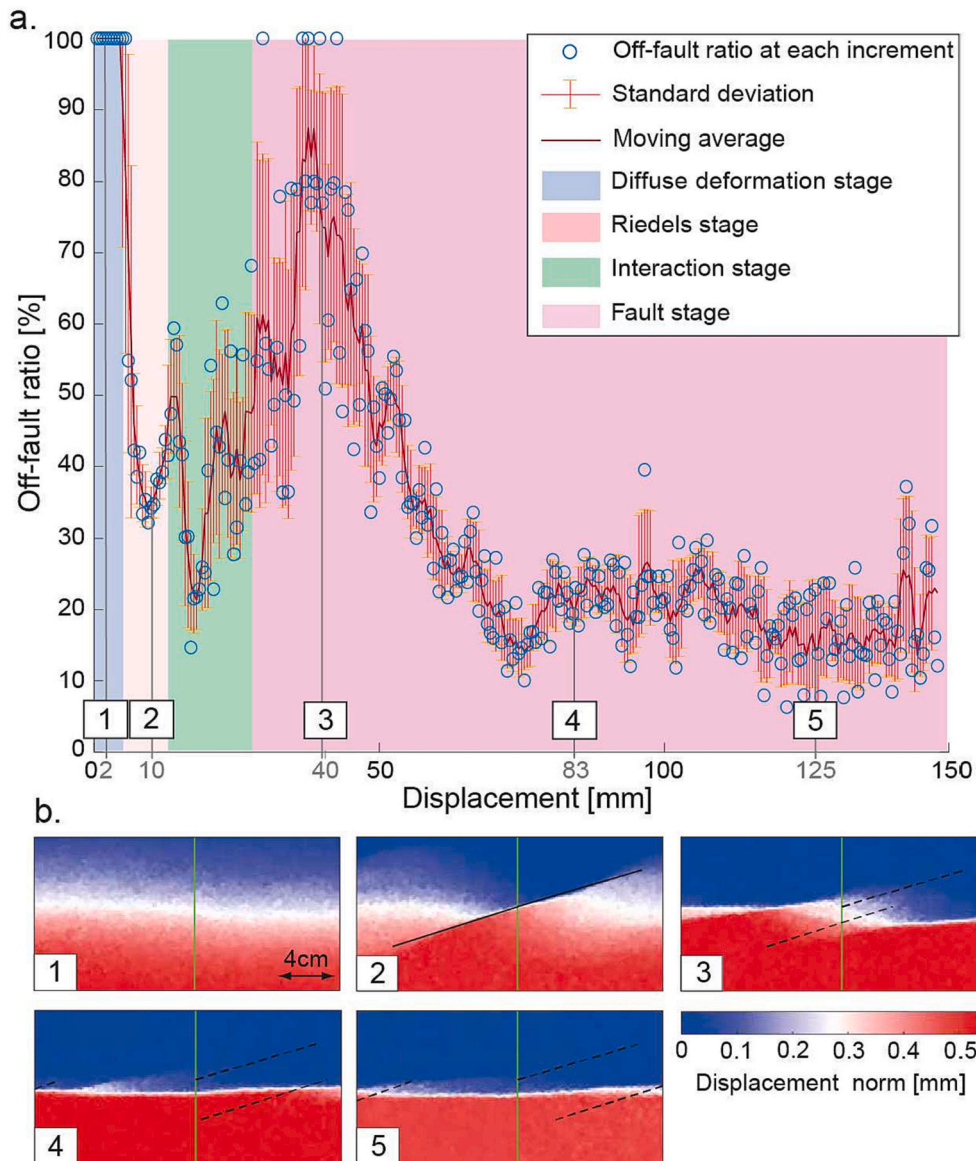 a.
100
90
80
70
60
50
40
30
20
10
0
Off-fault ratio [%]
Off-fault ratio at each increment
Standard deviation
Moving average
Diffuse deformation stage
Riedels stage
Interaction stage
Fault stage
1
2
3
4
5
0 2 10 40 50 83 100 125 150
Displacement [mm]
b.
1
4cm
2
3
4
5
0 0.1 0.2 0.3 0.4 0.5
Displacement norm [mm]